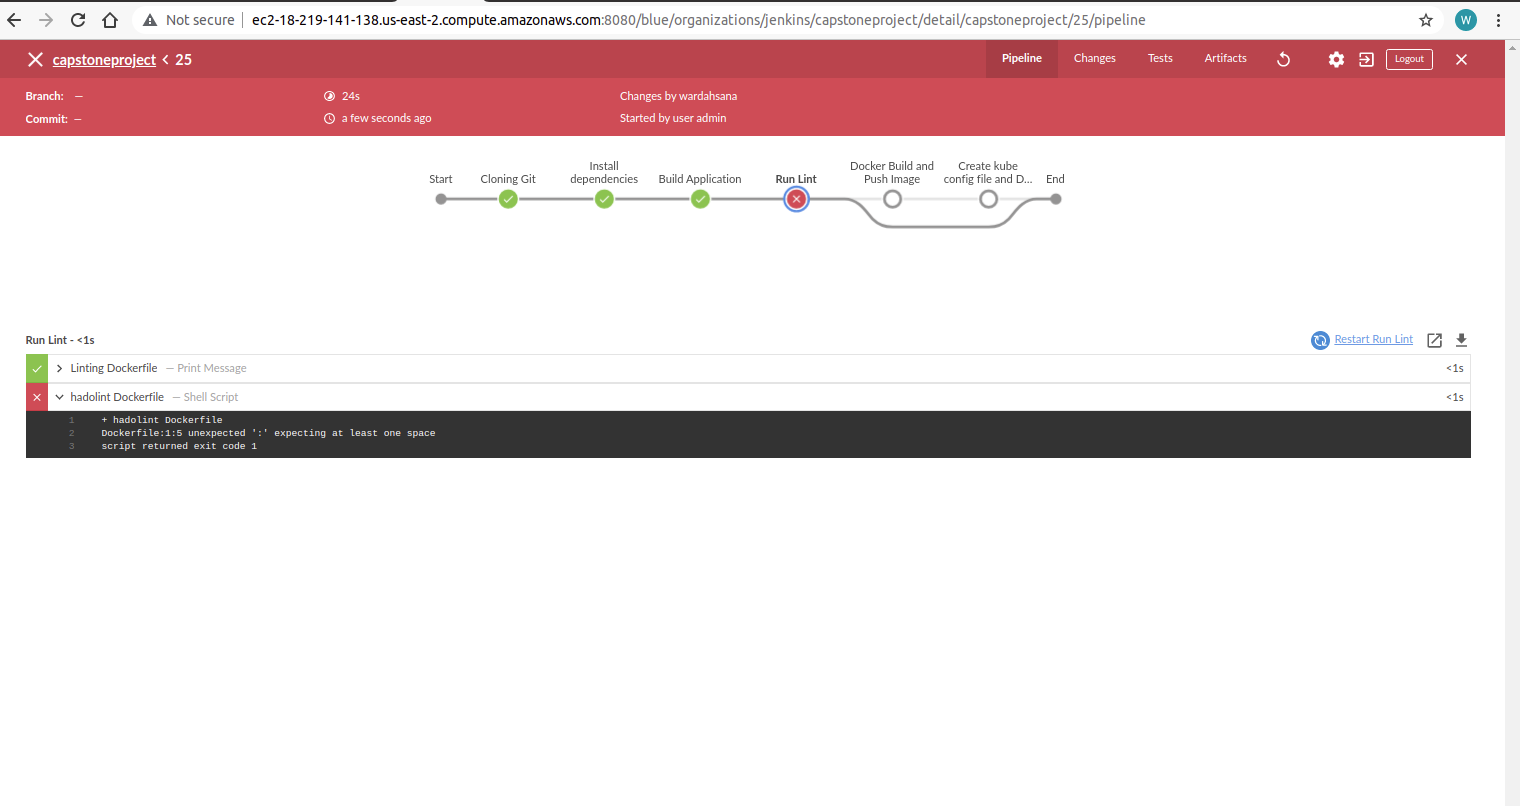 Not secure ec2-18-219-141-138.us-east-2.compute.amazonaws.com:8080/blue/organizations/jenkins/capstoneproject/detail/capstoneproject/25/pipeline W
capstoneproject < 25 Pipeline Changes Tests Artifacts Logout
Branch: — 24s Changes by wardahsana
Commit: — a few seconds ago Started by user admin
Start
Cloning Git
Install
dependencies
Build Application
Run Lint
Docker Build and
Push Image
Create kube
config file and D...
End
Run Lint - <1s Restart Run Lint
Linting Dockerfile — Print Message <1s
hadolint Dockerfile — Shell Script <1s
1 + hadolint Dockerfile
2 Dockerfile:1:5 unexpected ':' expecting at least one space
3 script returned exit code 1